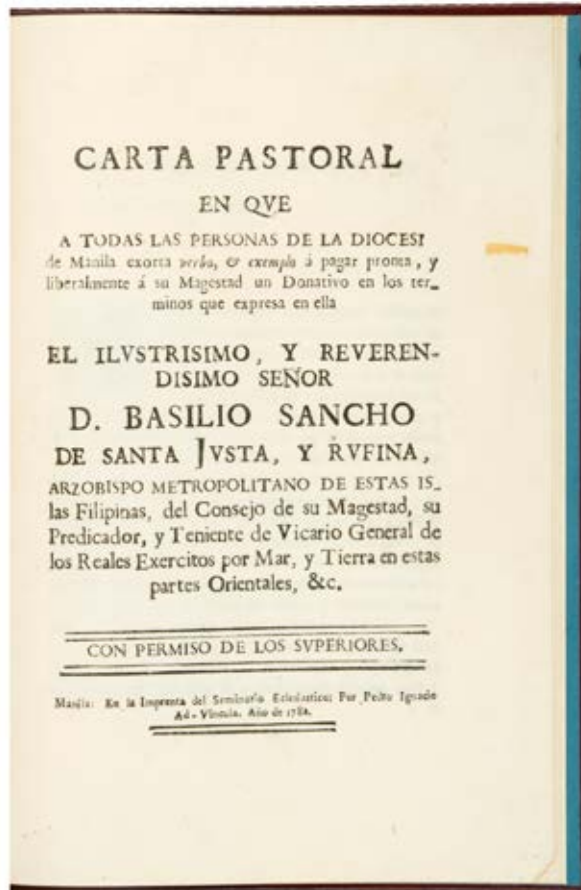 CARTA PASTORAL
EN QVE
A TODAS LAS PERSONAS DE LA DIOCESI
de Manila exorta verbo, & exemplo á pagar pronta, y
liberalmente á su Magestad un Donativo en los ter_
minos que expresa en ella
EL ILVSTRISIMO, Y REVEREN-
DISIMO SEÑOR
D. BASILIO SANCHO
DE SANTA JVSTA, Y RVFINA,
ARZOBISPO METROPOLITANO DE ESTAS IS_
las Filipinas, del Consejo de su Magestad, su
Predicador, y Teniente de Vicario General de
los Reales Exercitos por Mar, y Tierra en estas
partes Orientales, &c.
CON PERMISO DE LOS SVPERIORES.
Manila: En la Imprenta del Seminario Eclesiastico: Por Pedro Ignacio
Ad-Vincula. Año de